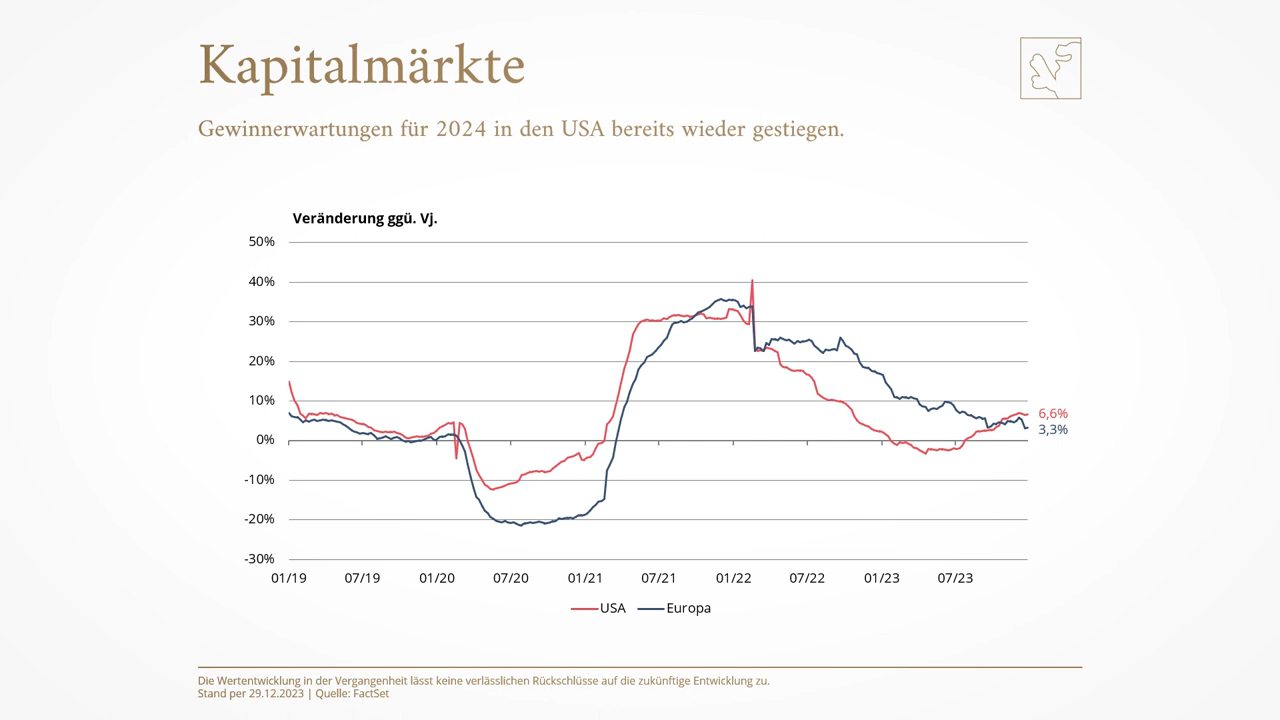 Kapitalmärkte
Gewinnerwartungen für 2024 in den USA bereits wieder gestiegen.
Veränderung ggü. Vj.
50%
40%
30%
20%
10%
0%
-10%
-20%
-30%
6,6%
3,3%
01/19 07/19 01/20 07/20 01/21 07/21 01/22 07/22 01/23 07/23
USA Europa
Die Wertentwicklung in der Vergangenheit lässt keine verlässlichen Rückschlüsse auf die zukünftige Entwicklung zu.
Stand per 29.12.2023 | Quelle: FactSet